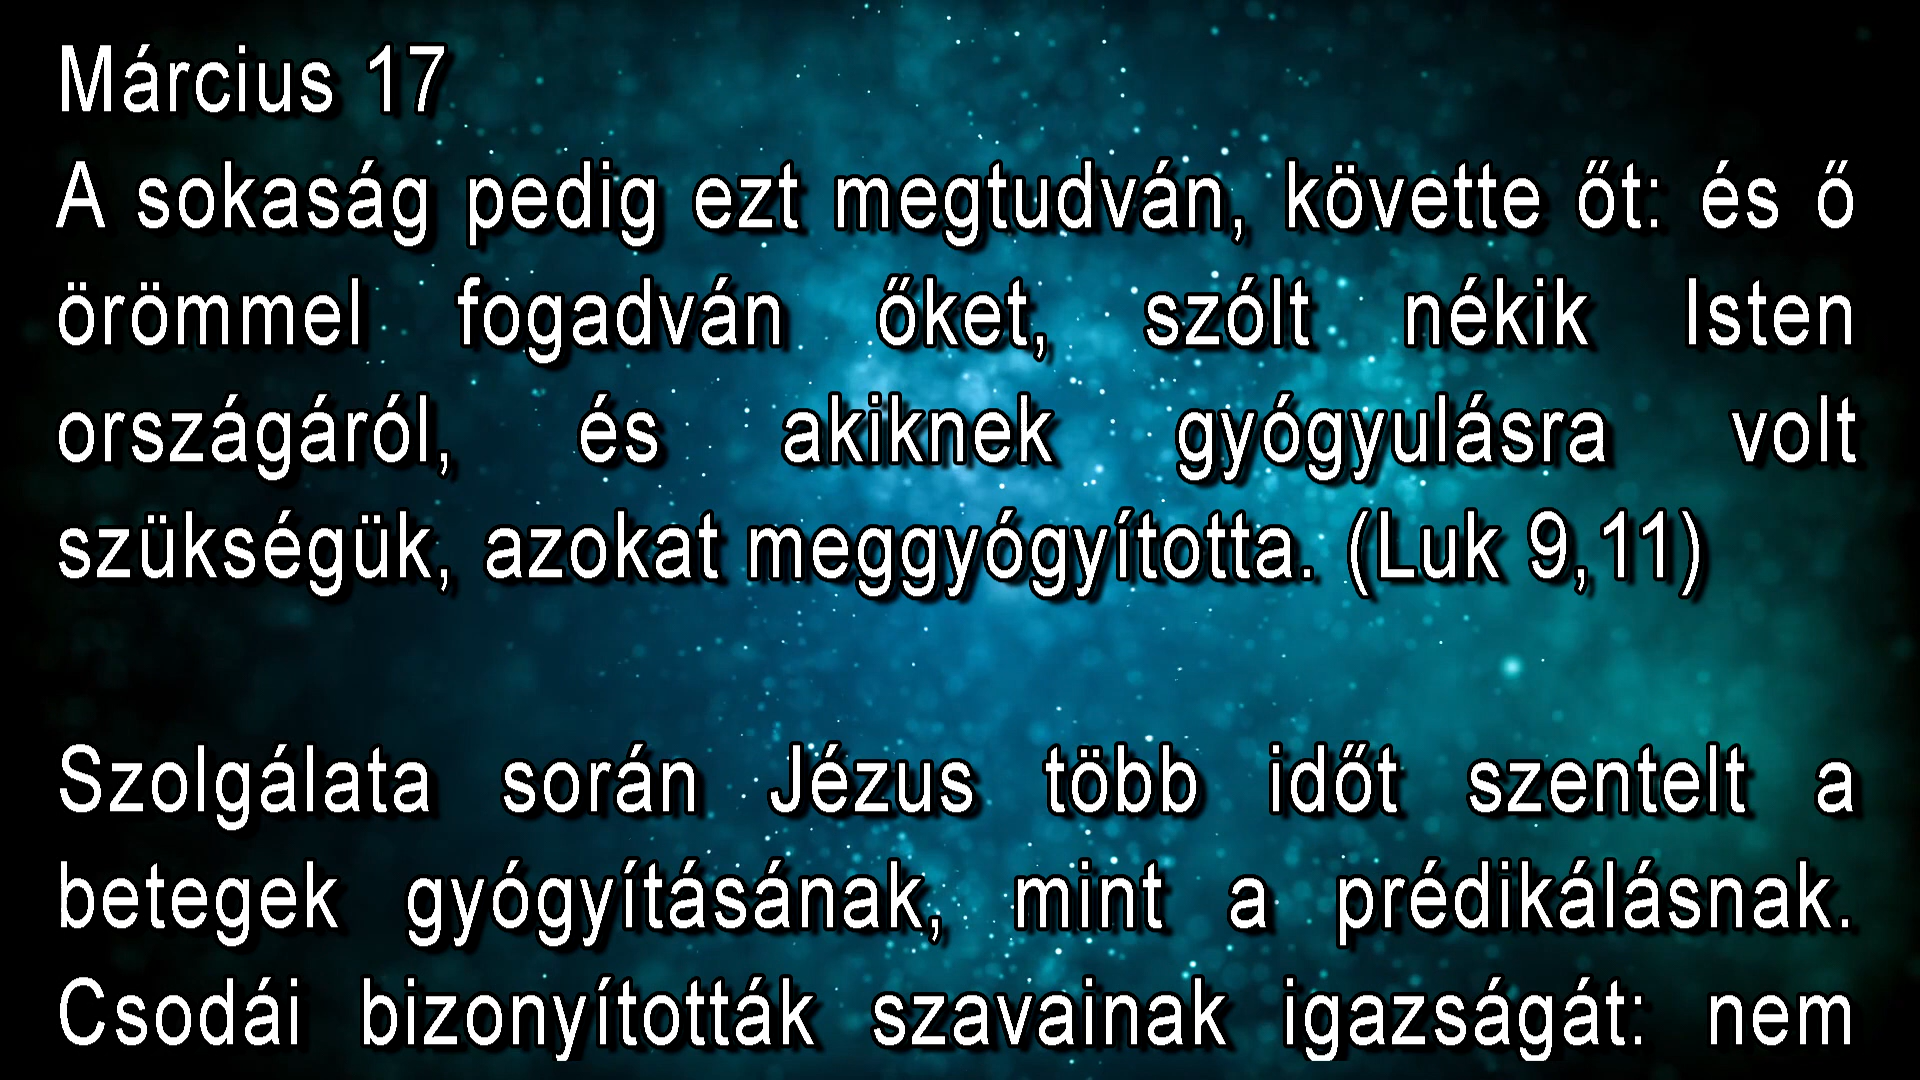 Március 17
A sokaság pedig ezt megtudván, követte őt: és ő
örömmel fogadván őket, szólt nékik Isten
országáról, és akiknek gyógyulásra volt
szükségük, azokat meggyógyította. (Luk 9,11)
Szolgálata során Jézus több időt szentelt a
betegek gyógyításának, mint a prédikálásnak.
Csodái bizonyították szavainak igazságát: nem